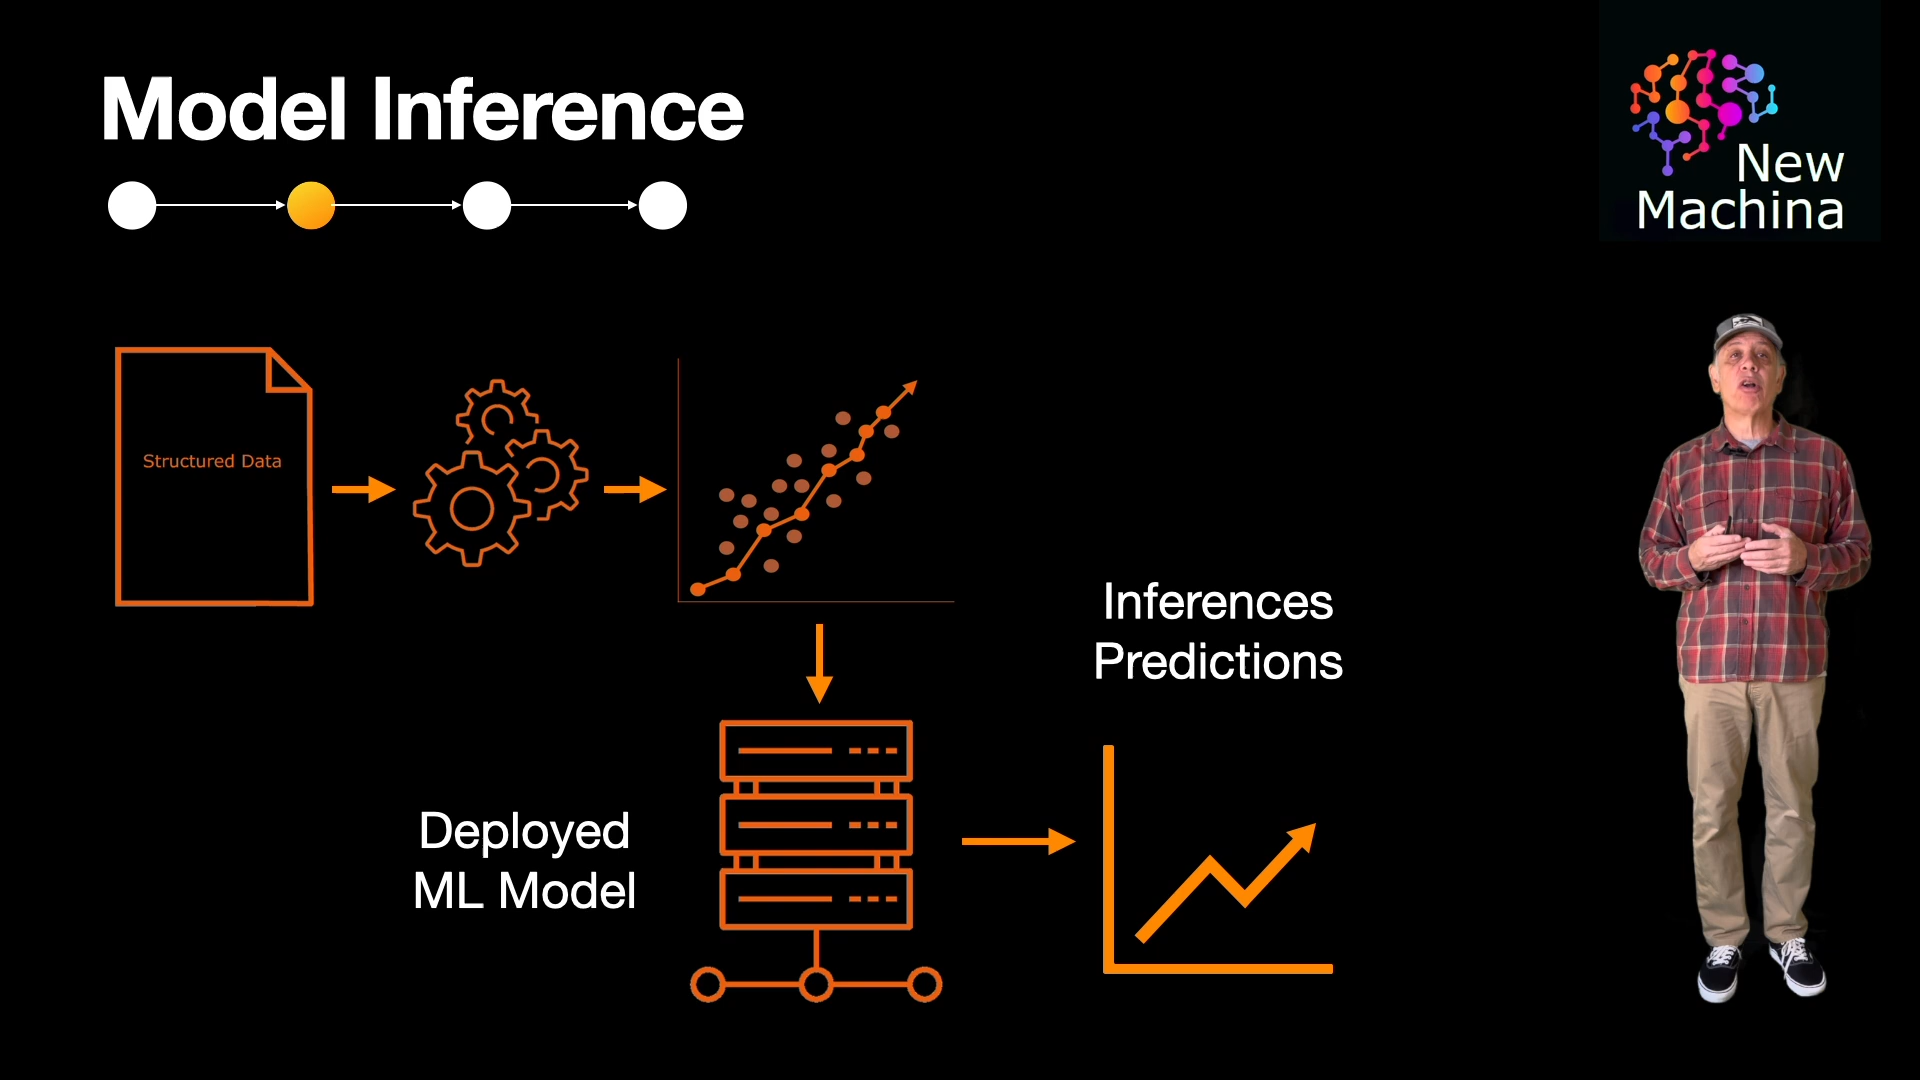 Model Inference
New
Machina
Structured Data
Inferences
Predictions
Deployed
ML Model